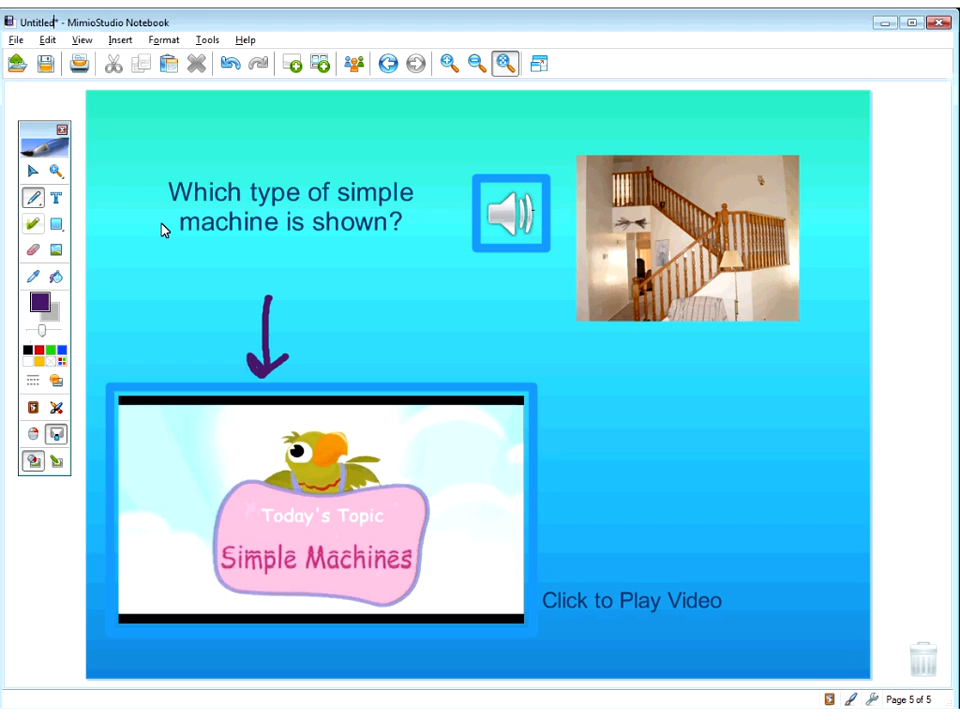 Untitled* - MimioStudio Notebook
File Edit View Insert Format Tools Help
Which type of simple
machine is shown?
Today's Topic
Simple Machines
Click to Play Video
Page 5 of 5